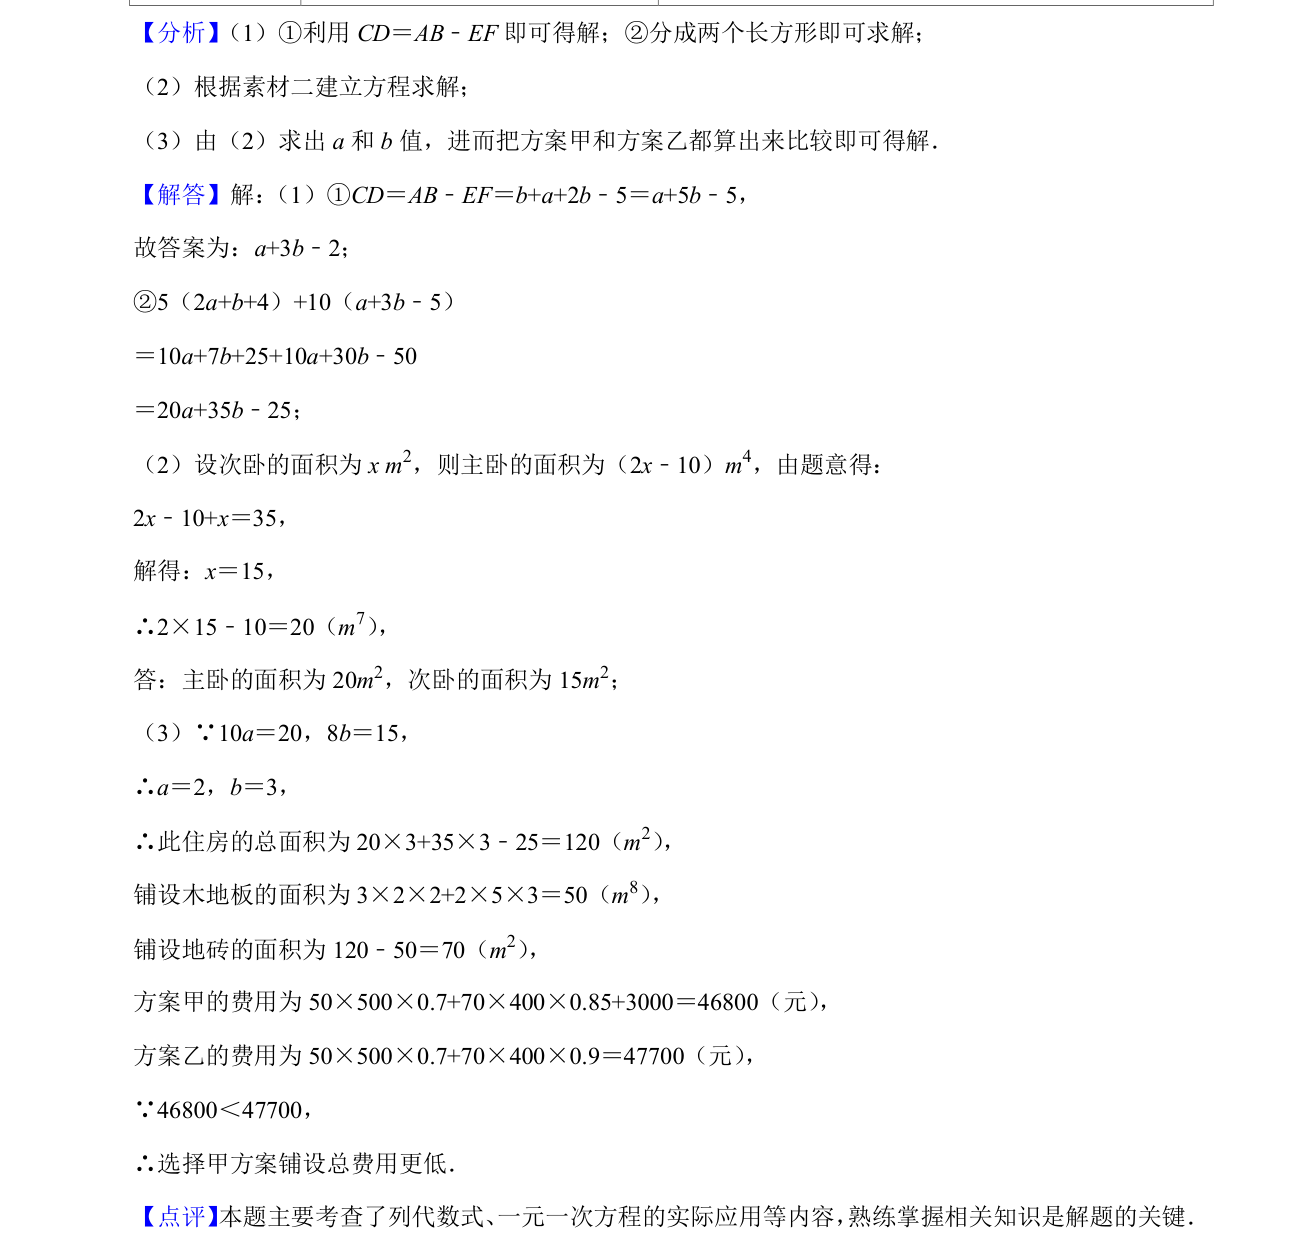 【分析】（1）①利用 CD＝AB﹣EF 即可得解；②分成两个长方形即可求解；
（2）根据素材二建立方程求解；
（3）由（2）求出 a 和 b 值，进而把方案甲和方案乙都算出来比较即可得解．
【解答】解：（1）①CD＝AB﹣EF＝b+a+2b﹣5＝a+5b﹣5，
故答案为：a+3b﹣2；
②5（2a+b+4）+10（a+3b﹣5）
＝10a+7b+25+10a+30b﹣50
＝20a+35b﹣25；
（2）设次卧的面积为 x m²，则主卧的面积为（2x﹣10）m⁴，由题意得：
2x﹣10+x＝35，
解得：x＝15，
∴2×15﹣10＝20（m⁷），
答：主卧的面积为 20m²，次卧的面积为 15m²；
（3）∵10a＝20，8b＝15，
∴a＝2，b＝3，
∴此住房的总面积为 20×3+35×3﹣25＝120（m²），
铺设木地板的面积为 3×2×2+2×5×3＝50（m⁸），
铺设地砖的面积为 120﹣50＝70（m²），
方案甲的费用为 50×500×0.7+70×400×0.85+3000＝46800（元），
方案乙的费用为 50×500×0.7+70×400×0.9＝47700（元），
∵46800＜47700，
∴选择甲方案铺设总费用更低．
【点评】本题主要考查了列代数式、一元一次方程的实际应用等内容，熟练掌握相关知识是解题的关键．